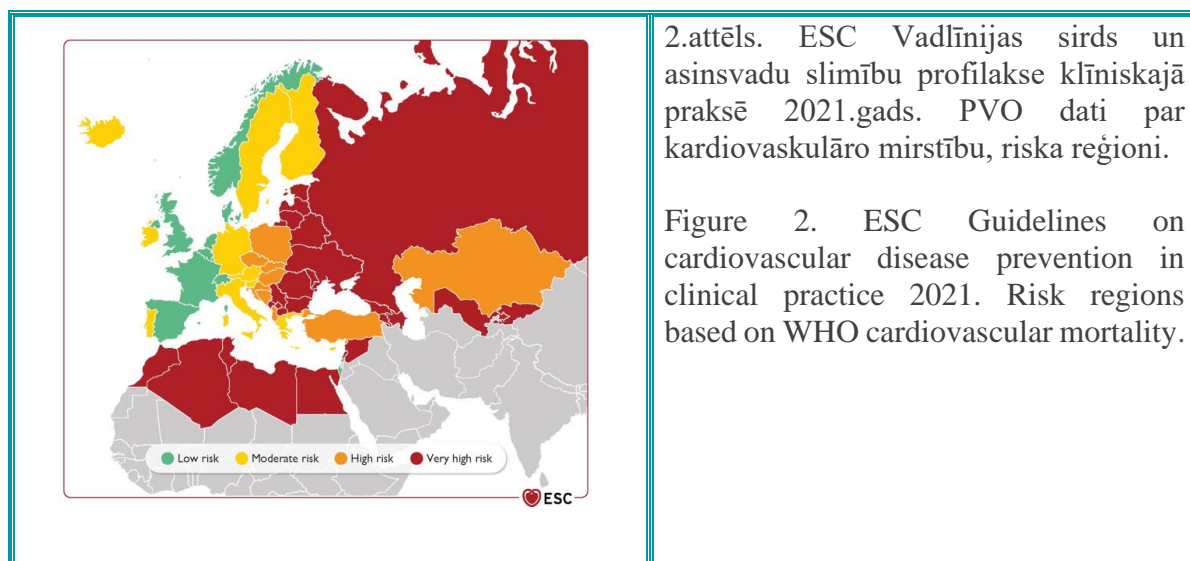 2.attēls. ESC Vadlīnijas sirds un
asinsvadu slimību profilakse klīniskajā
praksē 2021.gads. PVO dati par
kardiovaskulāro mirstību, riska reģioni.
Figure 2. ESC Guidelines on
cardiovascular disease prevention in
clinical practice 2021. Risk regions
based on WHO cardiovascular mortality.
Low risk Moderate risk High risk Very high risk
ESC